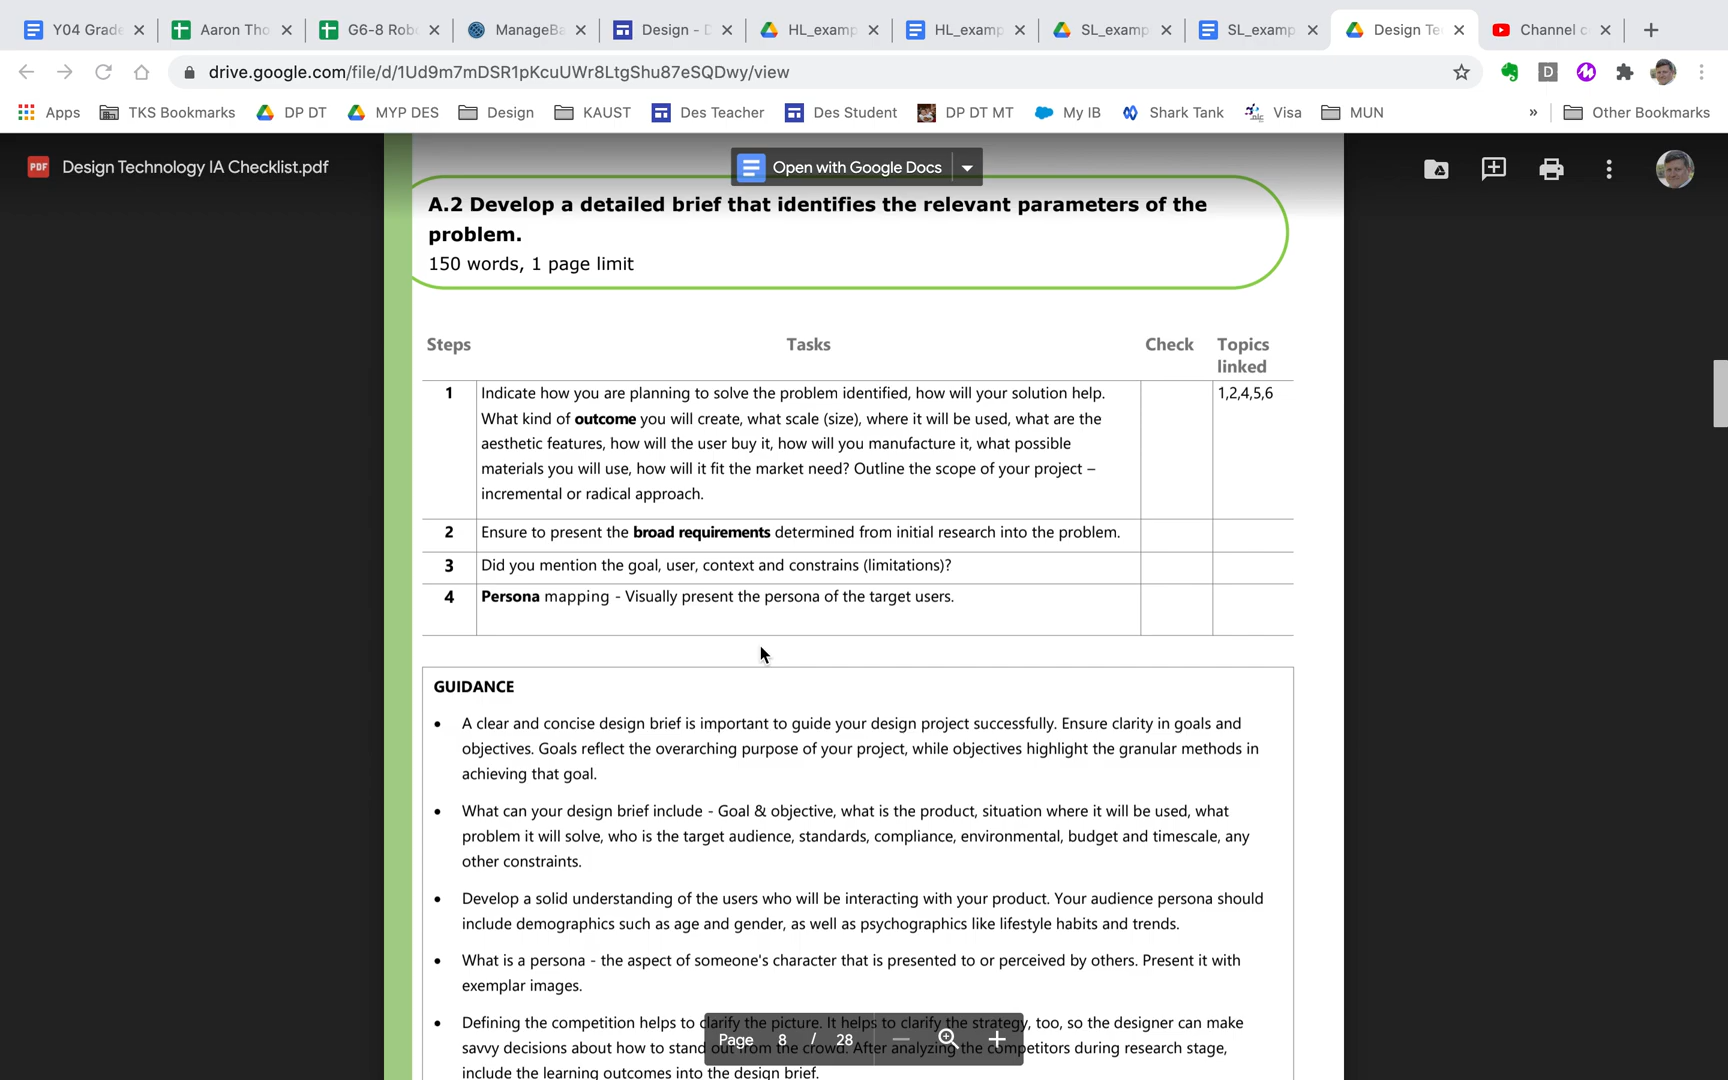 Y04 Grade
Aaron Tho
G6-8 Rob
ManageBa
Design - D
HL_examp
HL_examp
SL_examp
SL_examp
Design Te
Channel c
drive.google.com/file/d/1Ud9m7mDSR1pKcuUWr8LtgShu87eSQDwy/view
Apps
TKS Bookmarks
DP DT
MYP DES
Design
KAUST
Des Teacher
Des Student
DP DT MT
My IB
Shark Tank
Visa
MUN
»
Other Bookmarks
PDF
Design Technology IA Checklist.pdf
Open with Google Docs
A.2 Develop a detailed brief that identifies the relevant parameters of the
problem.
150 words, 1 page limit
Steps
Tasks
Check
Topics
linked
1
Indicate how you are planning to solve the problem identified, how will your solution help.
What kind of outcome you will create, what scale (size), where it will be used, what are the
aesthetic features, how will the user buy it, how will you manufacture it, what possible
materials you will use, how will it fit the market need? Outline the scope of your project –
incremental or radical approach.
1,2,4,5,6
2
Ensure to present the broad requirements determined from initial research into the problem.
3
Did you mention the goal, user, context and constrains (limitations)?
4
Persona mapping - Visually present the persona of the target users.
GUIDANCE
• A clear and concise design brief is important to guide your design project successfully. Ensure clarity in goals and
objectives. Goals reflect the overarching purpose of your project, while objectives highlight the granular methods in
achieving that goal.
• What can your design brief include - Goal & objective, what is the product, situation where it will be used, what
problem it will solve, who is the target audience, standards, compliance, environmental, budget and timescale, any
other constraints.
• Develop a solid understanding of the users who will be interacting with your product. Your audience persona should
include demographics such as age and gender, as well as psychographics like lifestyle habits and trends.
• What is a persona - the aspect of someone's character that is presented to or perceived by others. Present it with
exemplar images.
• Defining the competition helps to clarify the picture. It helps to clarify the strategy, too, so the designer can make
savvy decisions about how to stand out from the crowd. After analyzing the competitors during research stage,
include the learning outcomes into the design brief.
Page 8 / 28